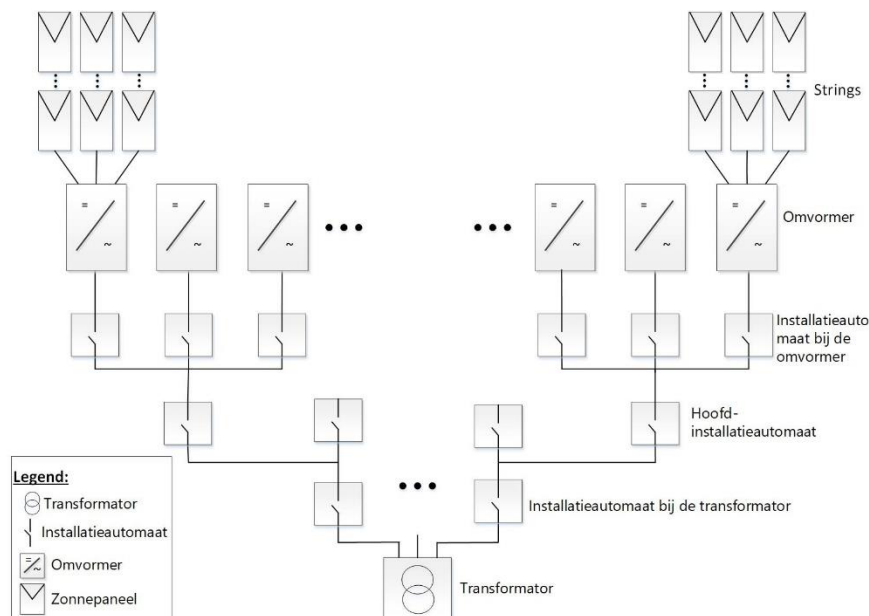 Strings
Omvormer
Installatieauto
maat bij de
omvormer
Hoofd-
installatieautomaat
Legend:
Transformator
Installatieautomaat
Omvormer
Zonnepaneel
Installatieautomaat bij de transformator
Transformator